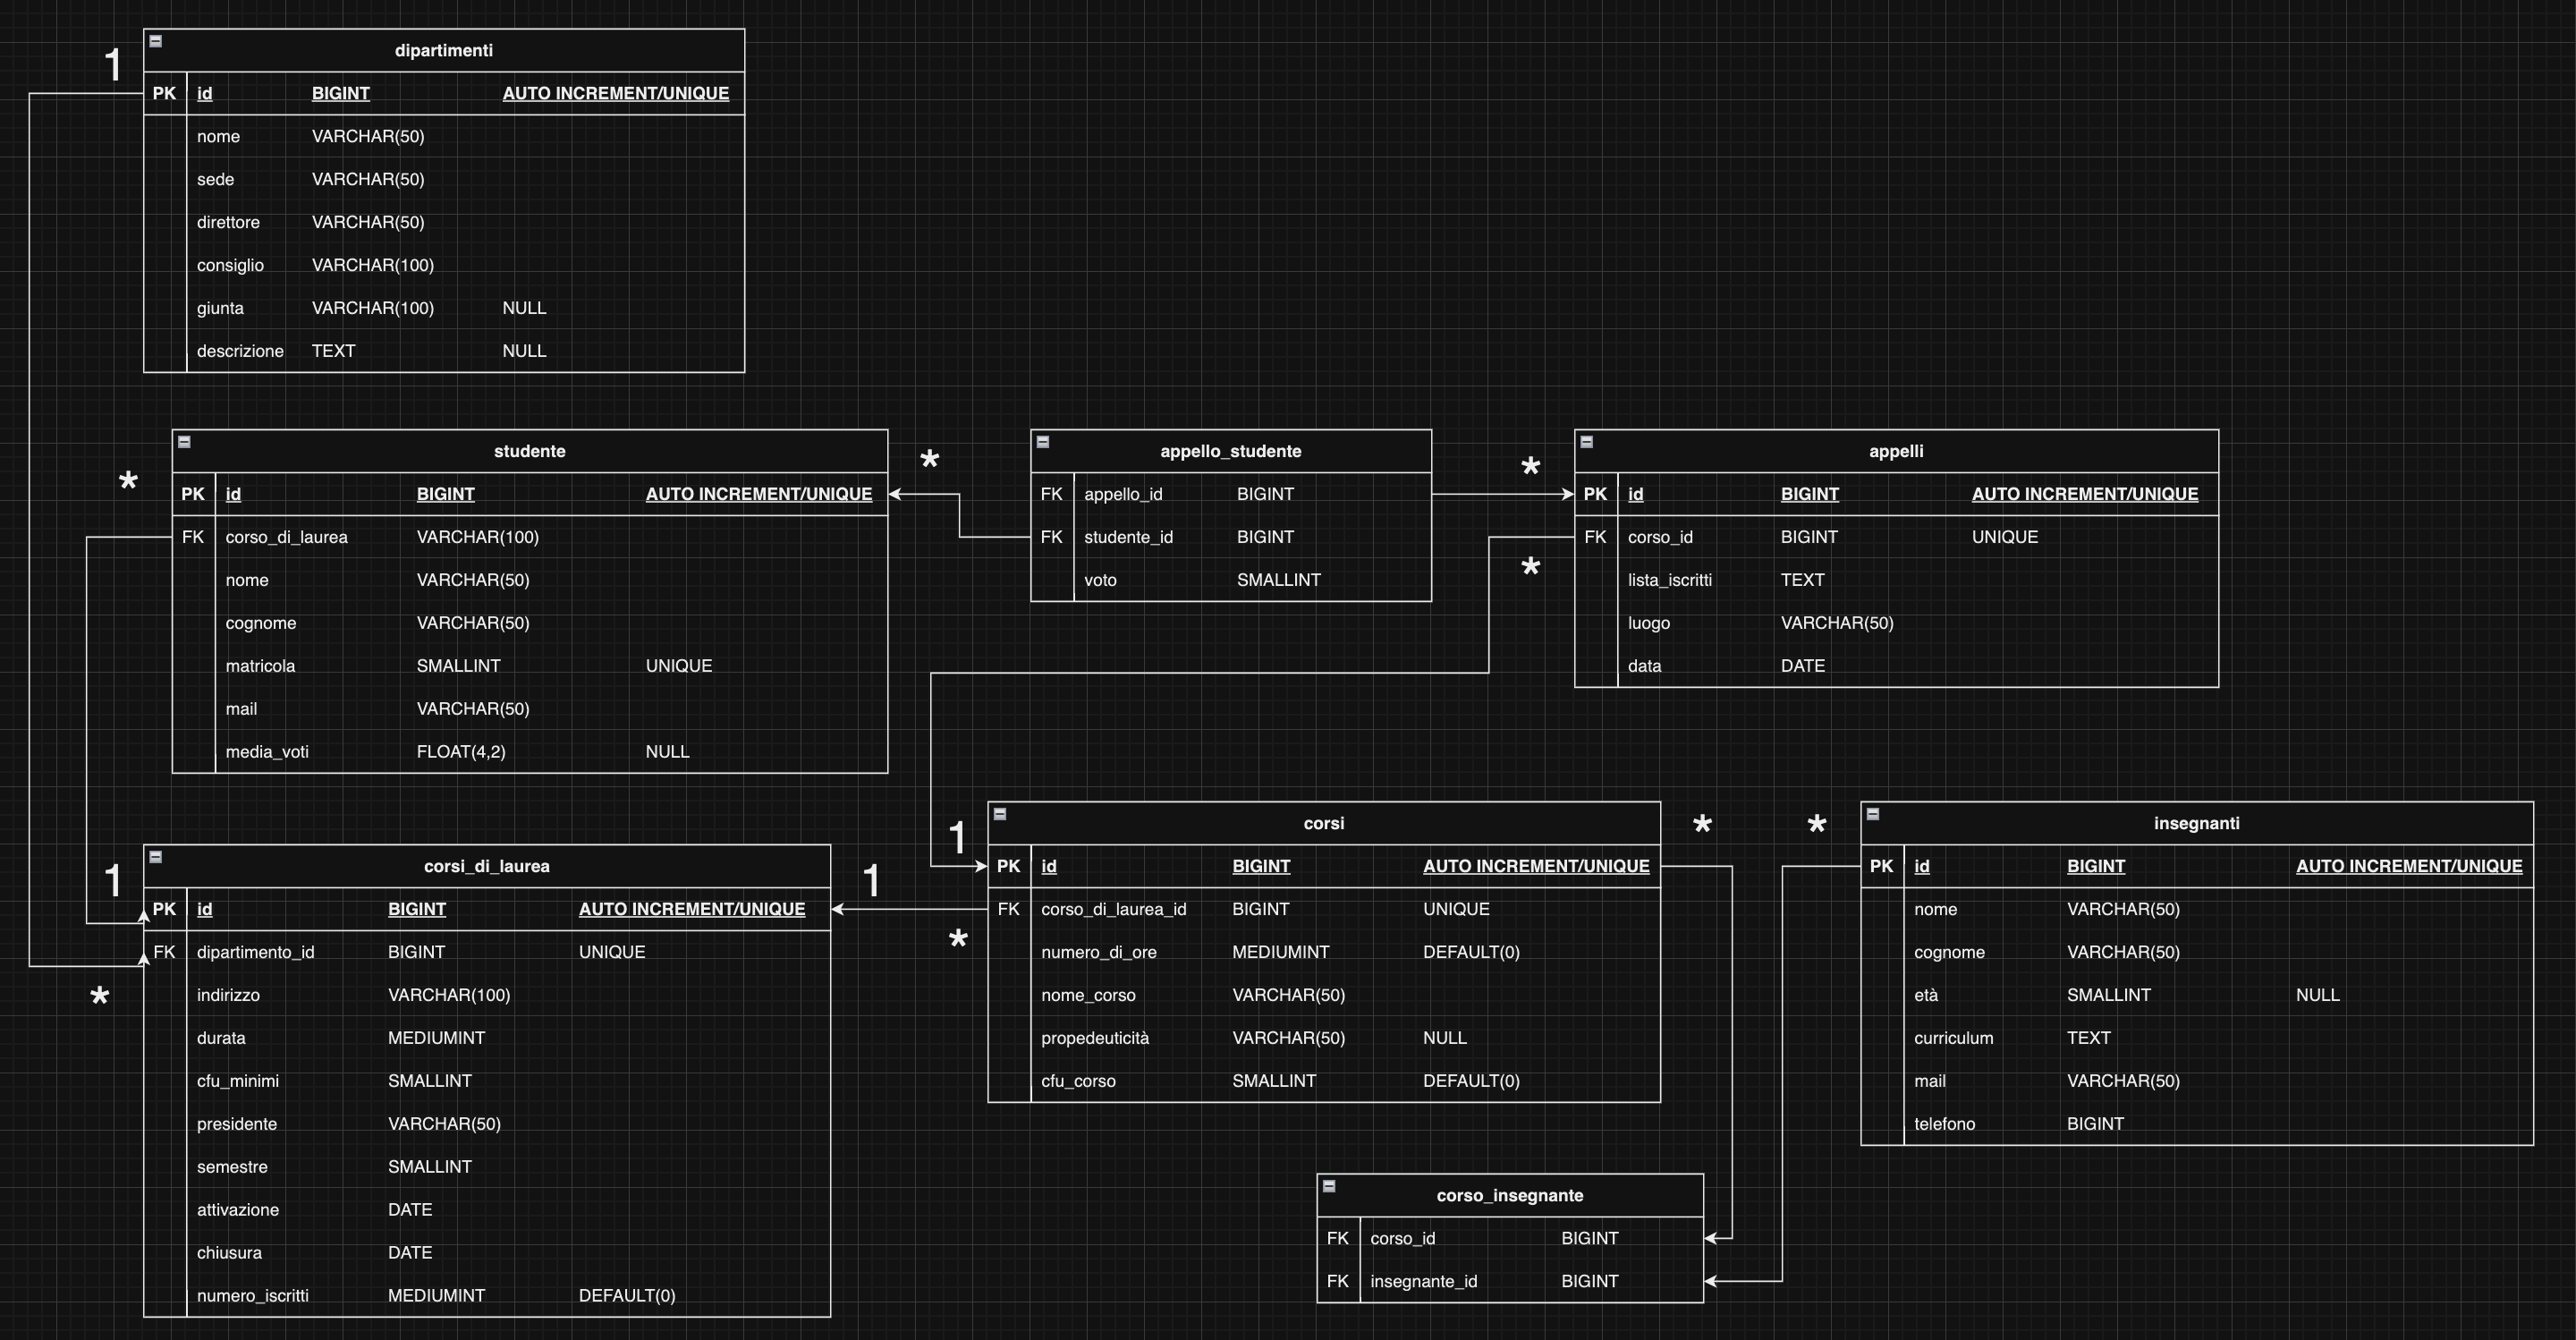 dipartimenti
1
PK id BIGINT AUTO INCREMENT/UNIQUE
nome VARCHAR(50)
sede VARCHAR(50)
direttore VARCHAR(50)
consiglio VARCHAR(100)
giunta VARCHAR(100) NULL
descrizione TEXT NULL
studente
*
PK id BIGINT AUTO INCREMENT/UNIQUE
FK corso_di_laurea VARCHAR(100)
nome VARCHAR(50)
cognome VARCHAR(50)
matricola SMALLINT UNIQUE
mail VARCHAR(50)
media_voti FLOAT(4,2) NULL
*
appello_studente
FK appello_id BIGINT
FK studente_id BIGINT
voto SMALLINT
*
appelli
PK id BIGINT AUTO INCREMENT/UNIQUE
*
FK corso_id BIGINT UNIQUE
lista_iscritti TEXT
luogo VARCHAR(50)
data DATE
1
corsi_di_laurea
1
PK id BIGINT AUTO INCREMENT/UNIQUE
FK dipartimento_id BIGINT UNIQUE
*
indirizzo VARCHAR(100)
durata MEDIUMINT
cfu_minimi SMALLINT
presidente VARCHAR(50)
semestre SMALLINT
attivazione DATE
chiusura DATE
numero_iscritti MEDIUMINT DEFAULT(0)
1
corsi
*
PK id BIGINT AUTO INCREMENT/UNIQUE
FK corso_di_laurea_id BIGINT UNIQUE
*
numero_di_ore MEDIUMINT DEFAULT(0)
nome_corso VARCHAR(50)
propedeuticità VARCHAR(50) NULL
cfu_corso SMALLINT DEFAULT(0)
*
insegnanti
PK id BIGINT AUTO INCREMENT/UNIQUE
nome VARCHAR(50)
cognome VARCHAR(50)
età SMALLINT NULL
curriculum TEXT
mail VARCHAR(50)
telefono BIGINT
corso_insegnante
FK corso_id BIGINT
FK insegnante_id BIGINT